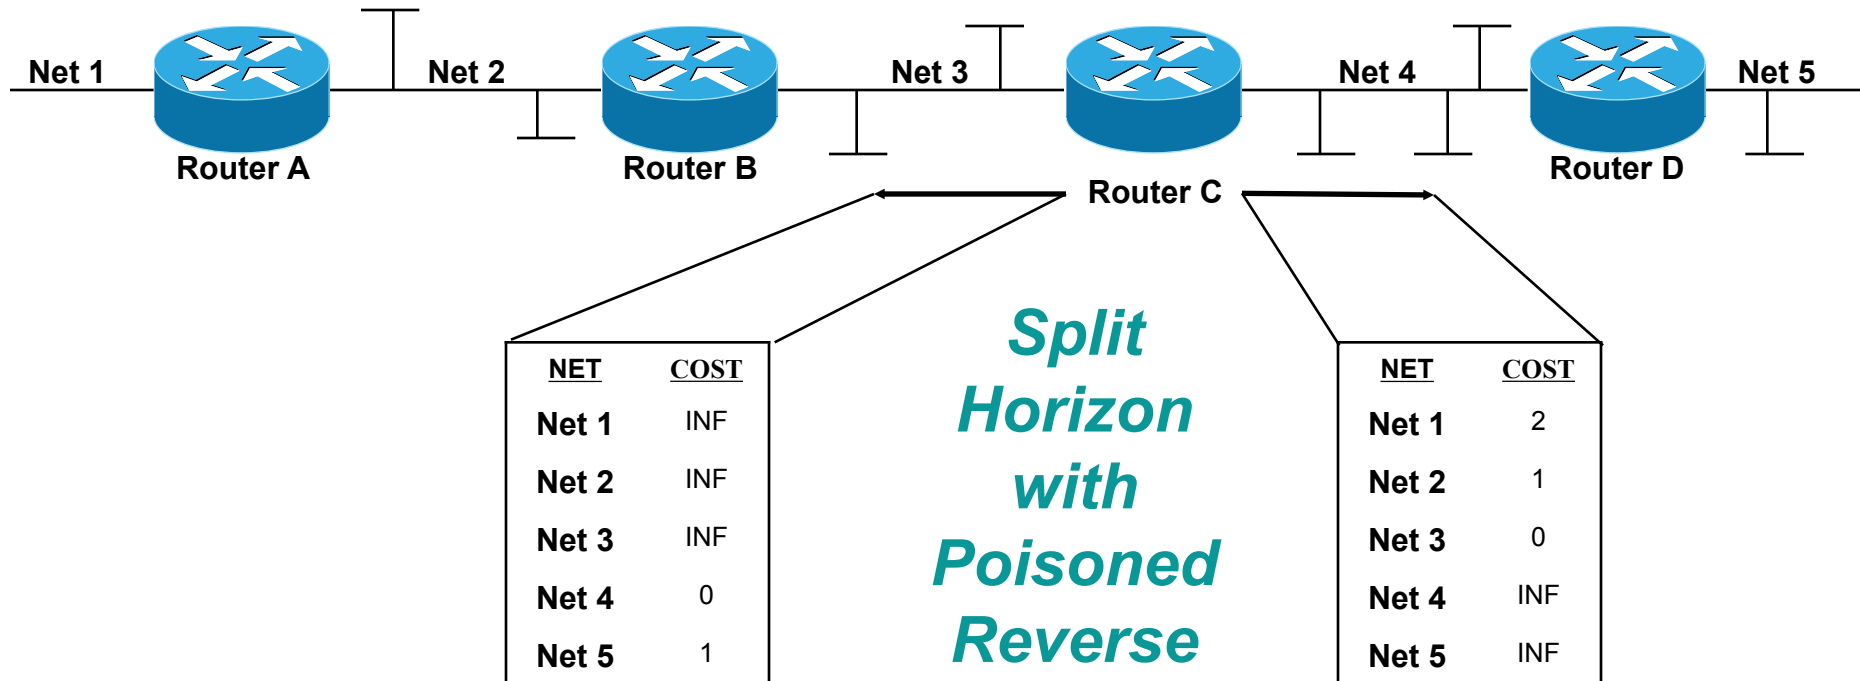 Net 1
Net 2
Net 3
Net 4
Net 5
Router A
Router B
Router C
Router D
NET COST
Net 1 INF
Net 2 INF
Net 3 INF
Net 4 0
Net 5 1
Split
Horizon
with
Poisoned
Reverse
NET COST
Net 1 2
Net 2 1
Net 3 0
Net 4 INF
Net 5 INF